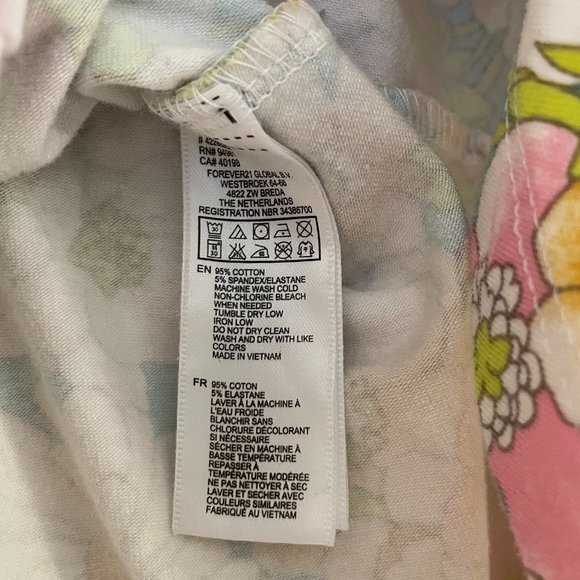 CA# 40198
FOREVER21 GLOBAL B.V.
WESTBROEK 64-66
4822 ZW BREDA
THE NETHERLANDS
REGISTRATION NBR 34386700
30
30
EN 95% COTTON
5% SPANDEX/ELASTANE
MACHINE WASH COLD
NON-CHLORINE BLEACH
WHEN NEEDED
TUMBLE DRY LOW
IRON LOW
DO NOT DRY CLEAN
WASH AND DRY WITH LIKE
COLORS
MADE IN VIETNAM
FR 95% COTON
5% ELASTANE
LAVER À LA MACHINE À
L'EAU FROIDE
BLANCHIR SANS
CHLORURE DÉCOLORANT
SI NÉCESSAIRE
SÉCHER EN MACHINE À
BASSE TEMPÉRATURE
REPASSER À
TEMPÉRATURE MODÉRÉE
NE PAS NETTOYER À SEC
LAVER ET SECHER AVEC
COULEURS SIMILAIRES
FABRIQUÉ AU VIETNAM